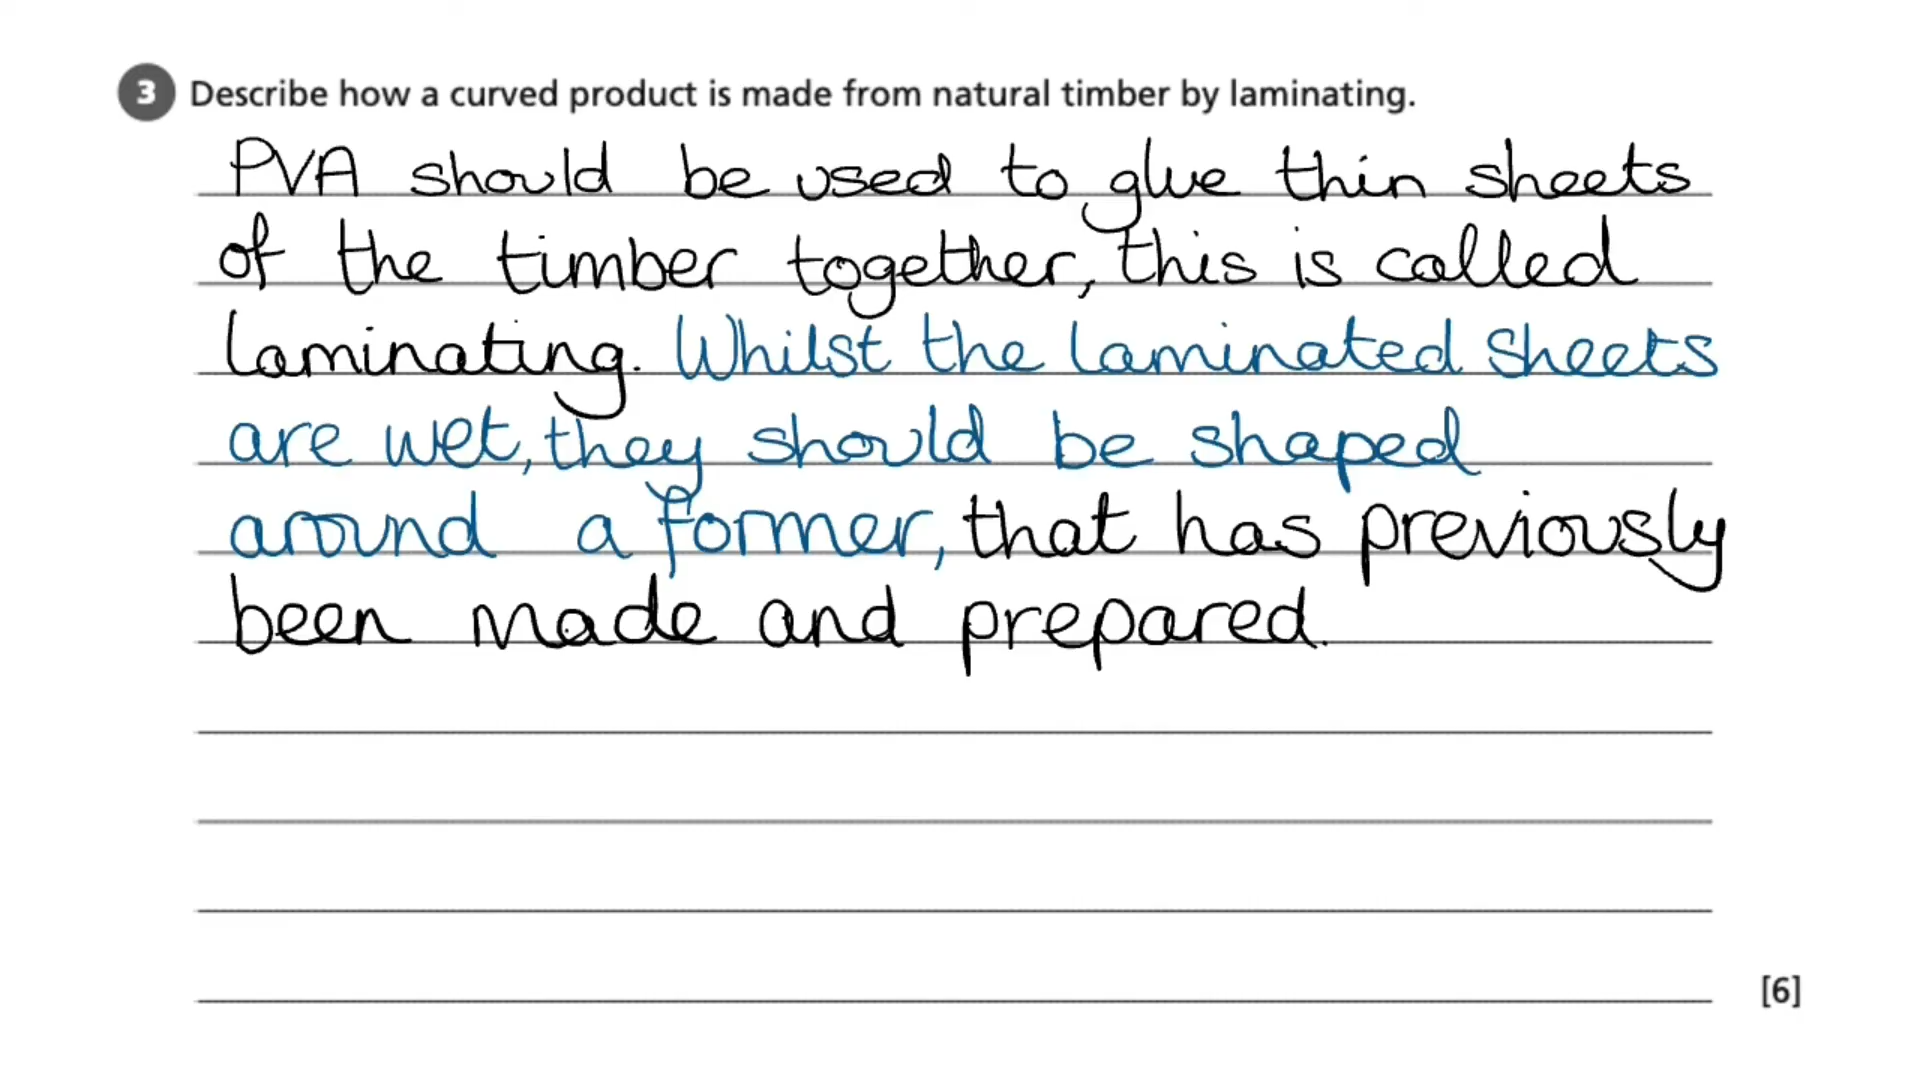 3 Describe how a curved product is made from natural timber by laminating.
PVA should be used to glue thin sheets
of the timber together, this is called
laminating. Whilst the laminated sheets
are wet, they should be shaped
around a former, that has previously
been made and prepared.
[6]